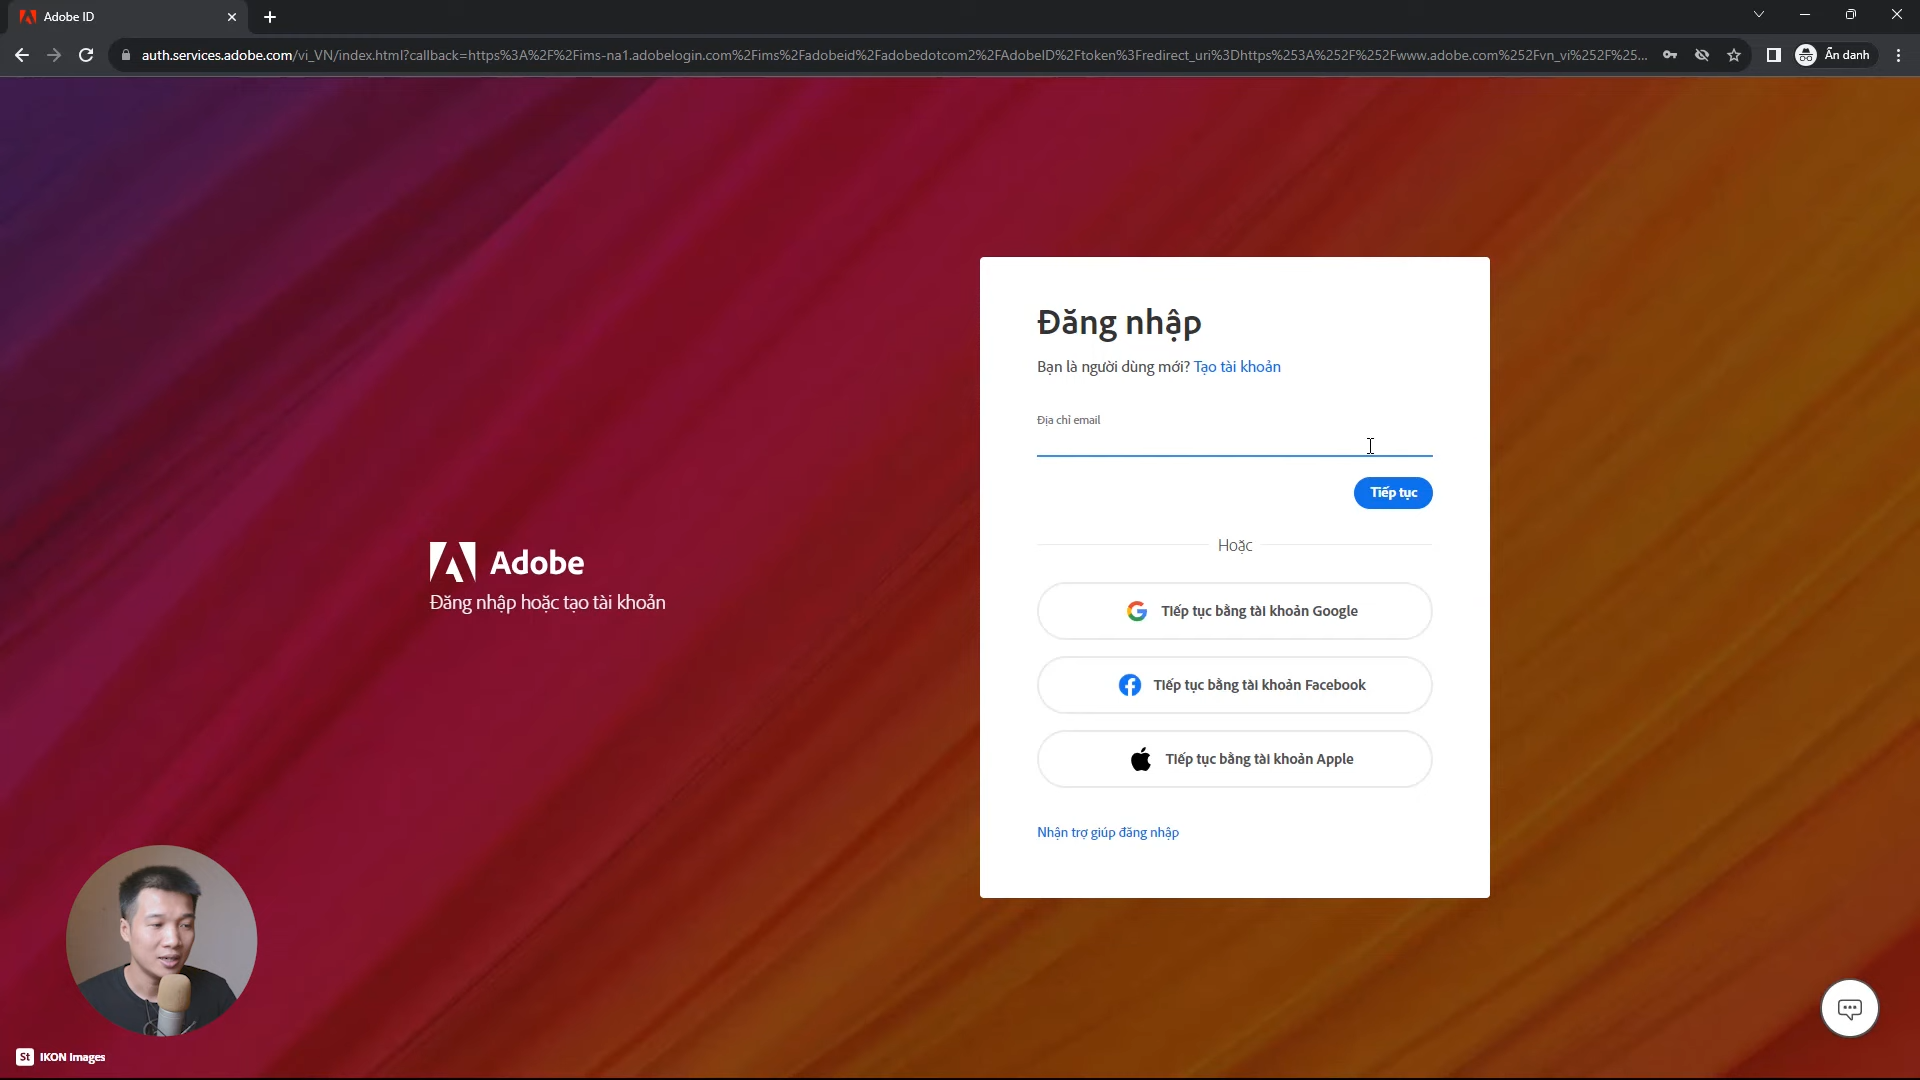 Adobe ID
auth.services.adobe.com/vi_VN/index.html?callback=https%3A%2F%2Fims-na1.adobelogin.com%2Fims%2Fadobeid%2Fadobedotcom2%2FAdobeID%2Ftoken%3Fredirect_uri%3Dhttps%253A%252F%252Fwww.adobe.com%252Fvn_vi%252F%25...
Ẩn danh
Đăng nhập
Bạn là người dùng mới? Tạo tài khoản
Địa chỉ email
Tiếp tục
Hoặc
Tiếp tục bằng tài khoản Google
Tiếp tục bằng tài khoản Facebook
Tiếp tục bằng tài khoản Apple
Nhận trợ giúp đăng nhập
Adobe
Đăng nhập hoặc tạo tài khoản
St IKON Images